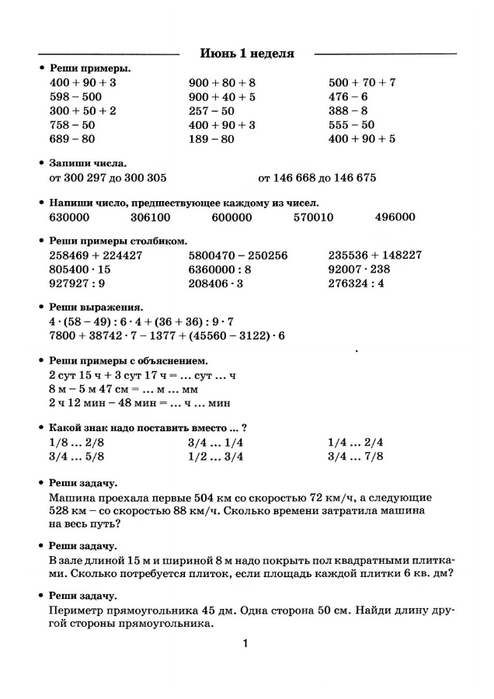 Июнь 1 неделя
• Реши примеры.
400 + 90 + 3 900 + 80 + 8 500 + 70 + 7
598 – 500 900 + 40 + 5 476 – 6
300 + 50 + 2 257 – 50 388 – 8
758 – 50 400 + 90 + 3 555 – 50
689 – 80 189 – 80 400 + 90 + 5
• Запиши числа.
от 300 297 до 300 305 от 146 668 до 146 675
• Напиши число, предшествующее каждому из чисел.
630000 306100 600000 570010 496000
• Реши примеры столбиком.
258469 + 224427 5800470 – 250256 235536 + 148227
805400 · 15 6360000 : 8 92007 · 238
927927 : 9 208406 · 3 276324 : 4
• Реши выражения.
4 · (58 – 49) : 6 · 4 + (36 + 36) : 9 · 7
7800 + 38742 · 7 – 1377 + (45560 – 3122) · 6
• Реши примеры с объяснением.
2 сут 15 ч + 3 сут 17 ч = ... сут ... ч
8 м – 5 м 47 см = ... м ... мм
2 ч 12 мин – 48 мин = ... ч ... мин
• Какой знак надо поставить вместо ... ?
1/8 ... 2/8 3/4 ... 1/4 1/4 ... 2/4
3/4 ... 5/8 1/2 ... 3/4 3/4 ... 7/8
• Реши задачу.
Машина проехала первые 504 км со скоростью 72 км/ч, а следующие
528 км – со скоростью 88 км/ч. Сколько времени затратила машина
на весь путь?
• Реши задачу.
В зале длиной 15 м и шириной 8 м надо покрыть пол квадратными плитка-
ми. Сколько потребуется плиток, если площадь каждой плитки 6 кв. дм?
• Реши задачу.
Периметр прямоугольника 45 дм. Одна сторона 50 см. Найди длину дру-
гой стороны прямоугольника.
1